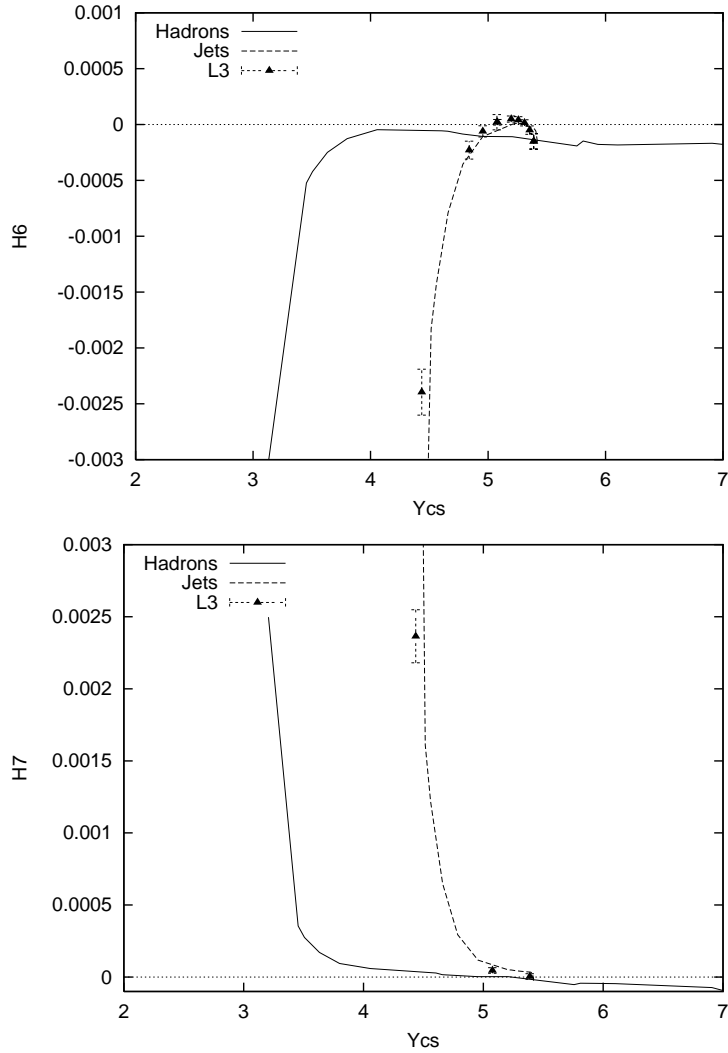 0.001
0.0005
0
-0.0005
-0.001
-0.0015
-0.002
-0.0025
-0.003
H6
Hadrons
Jets
L3
2 3 4 5 6 7
Ycs
0.003
0.0025
0.002
0.0015
0.001
0.0005
0
H7
Hadrons
Jets
L3
2 3 4 5 6 7
Ycs